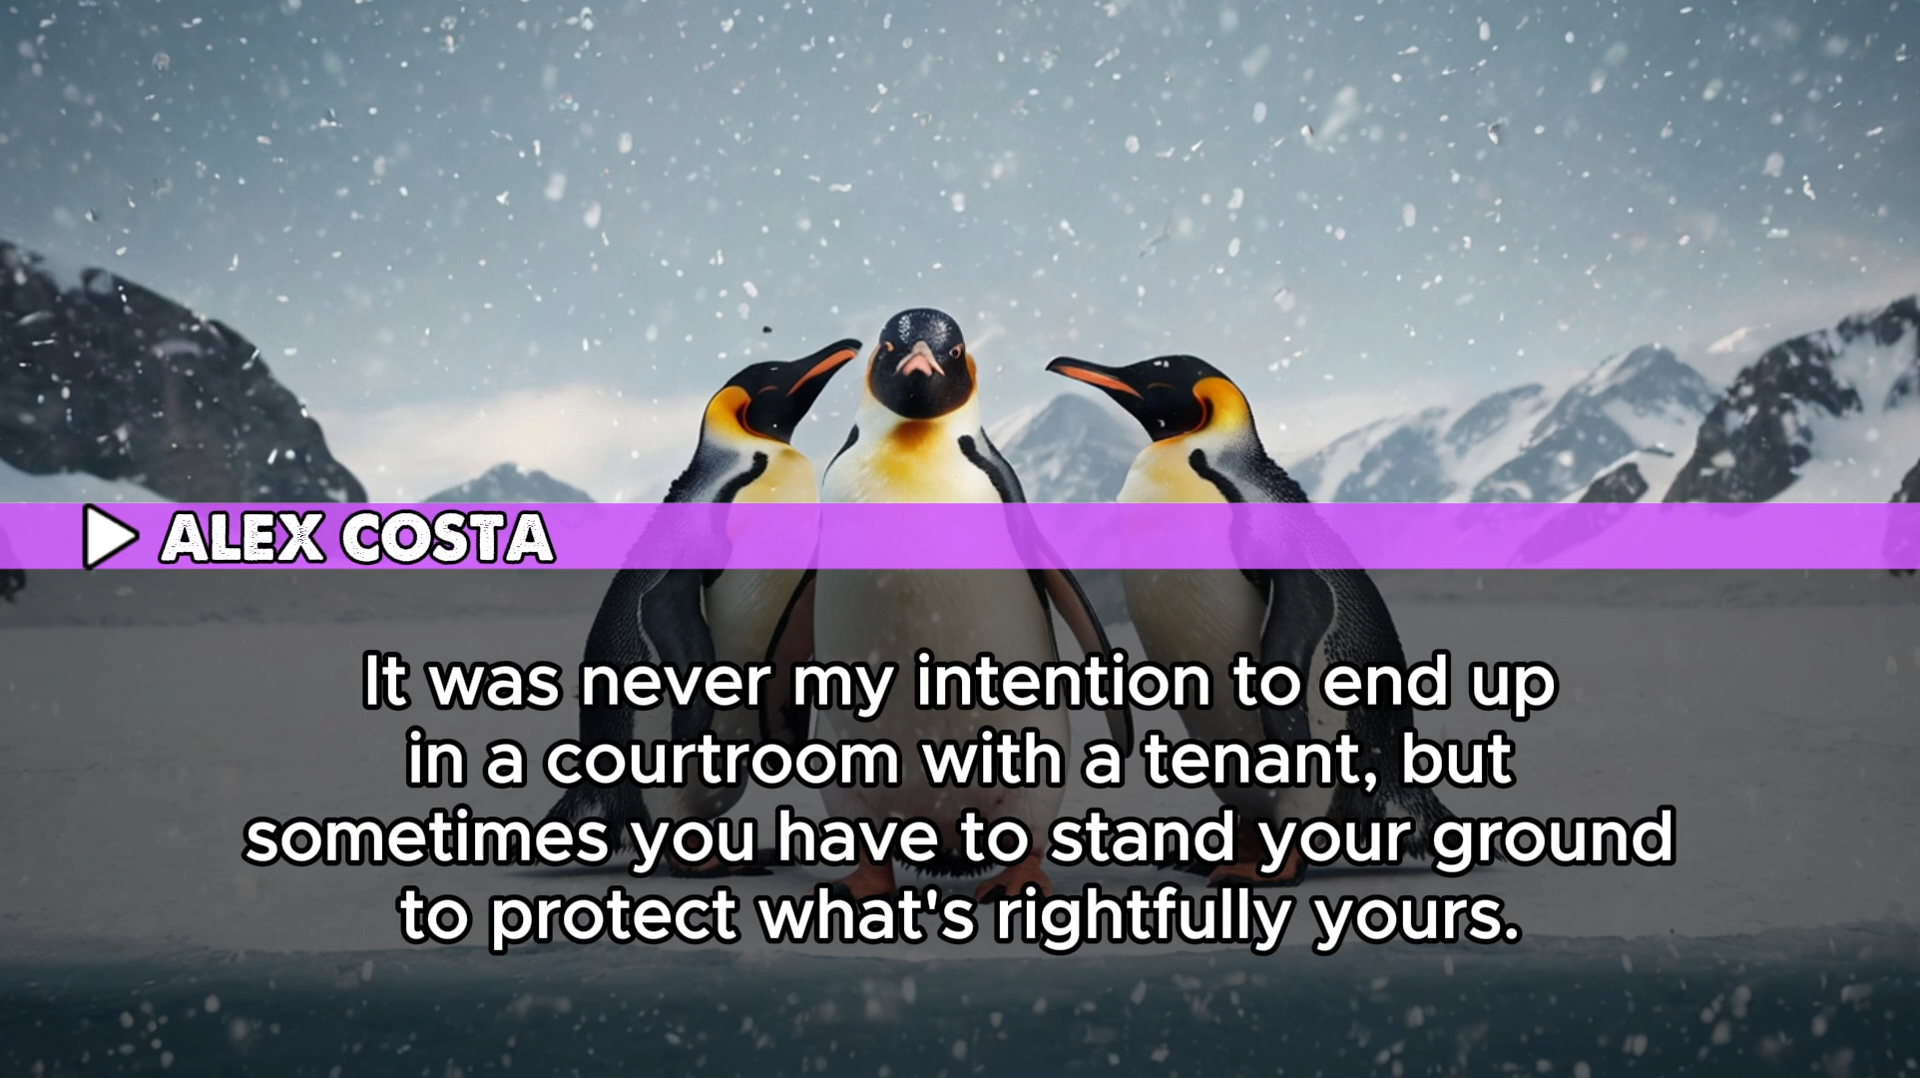 ALEX COSTA
It was never my intention to end up
in a courtroom with a tenant, but
sometimes you have to stand your ground
to protect what's rightfully yours.